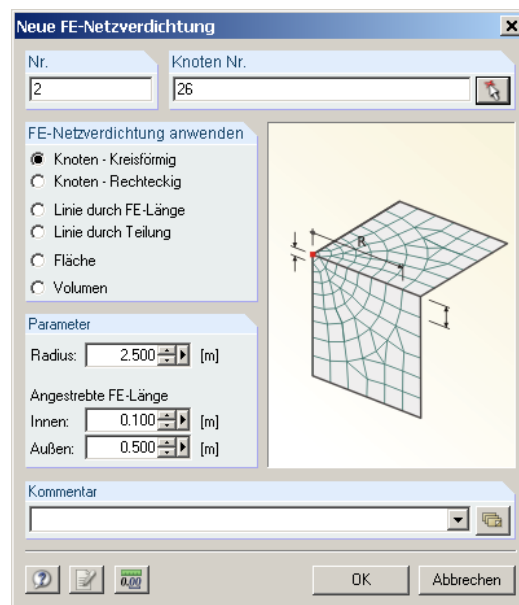 Neue FE-Netzverdichtung
Nr.
Knoten Nr.
2
26
FE-Netzverdichtung anwenden
Knoten - Kreisförmig
Knoten - Rechteckig
Linie durch FE-Länge
Linie durch Teilung
Fläche
Volumen
R
Parameter
Radius: 2.500 [m]
Angestrebte FE-Länge
Innen: 0.100 [m]
Außen: 0.500 [m]
Kommentar
0.00
OK
Abbrechen